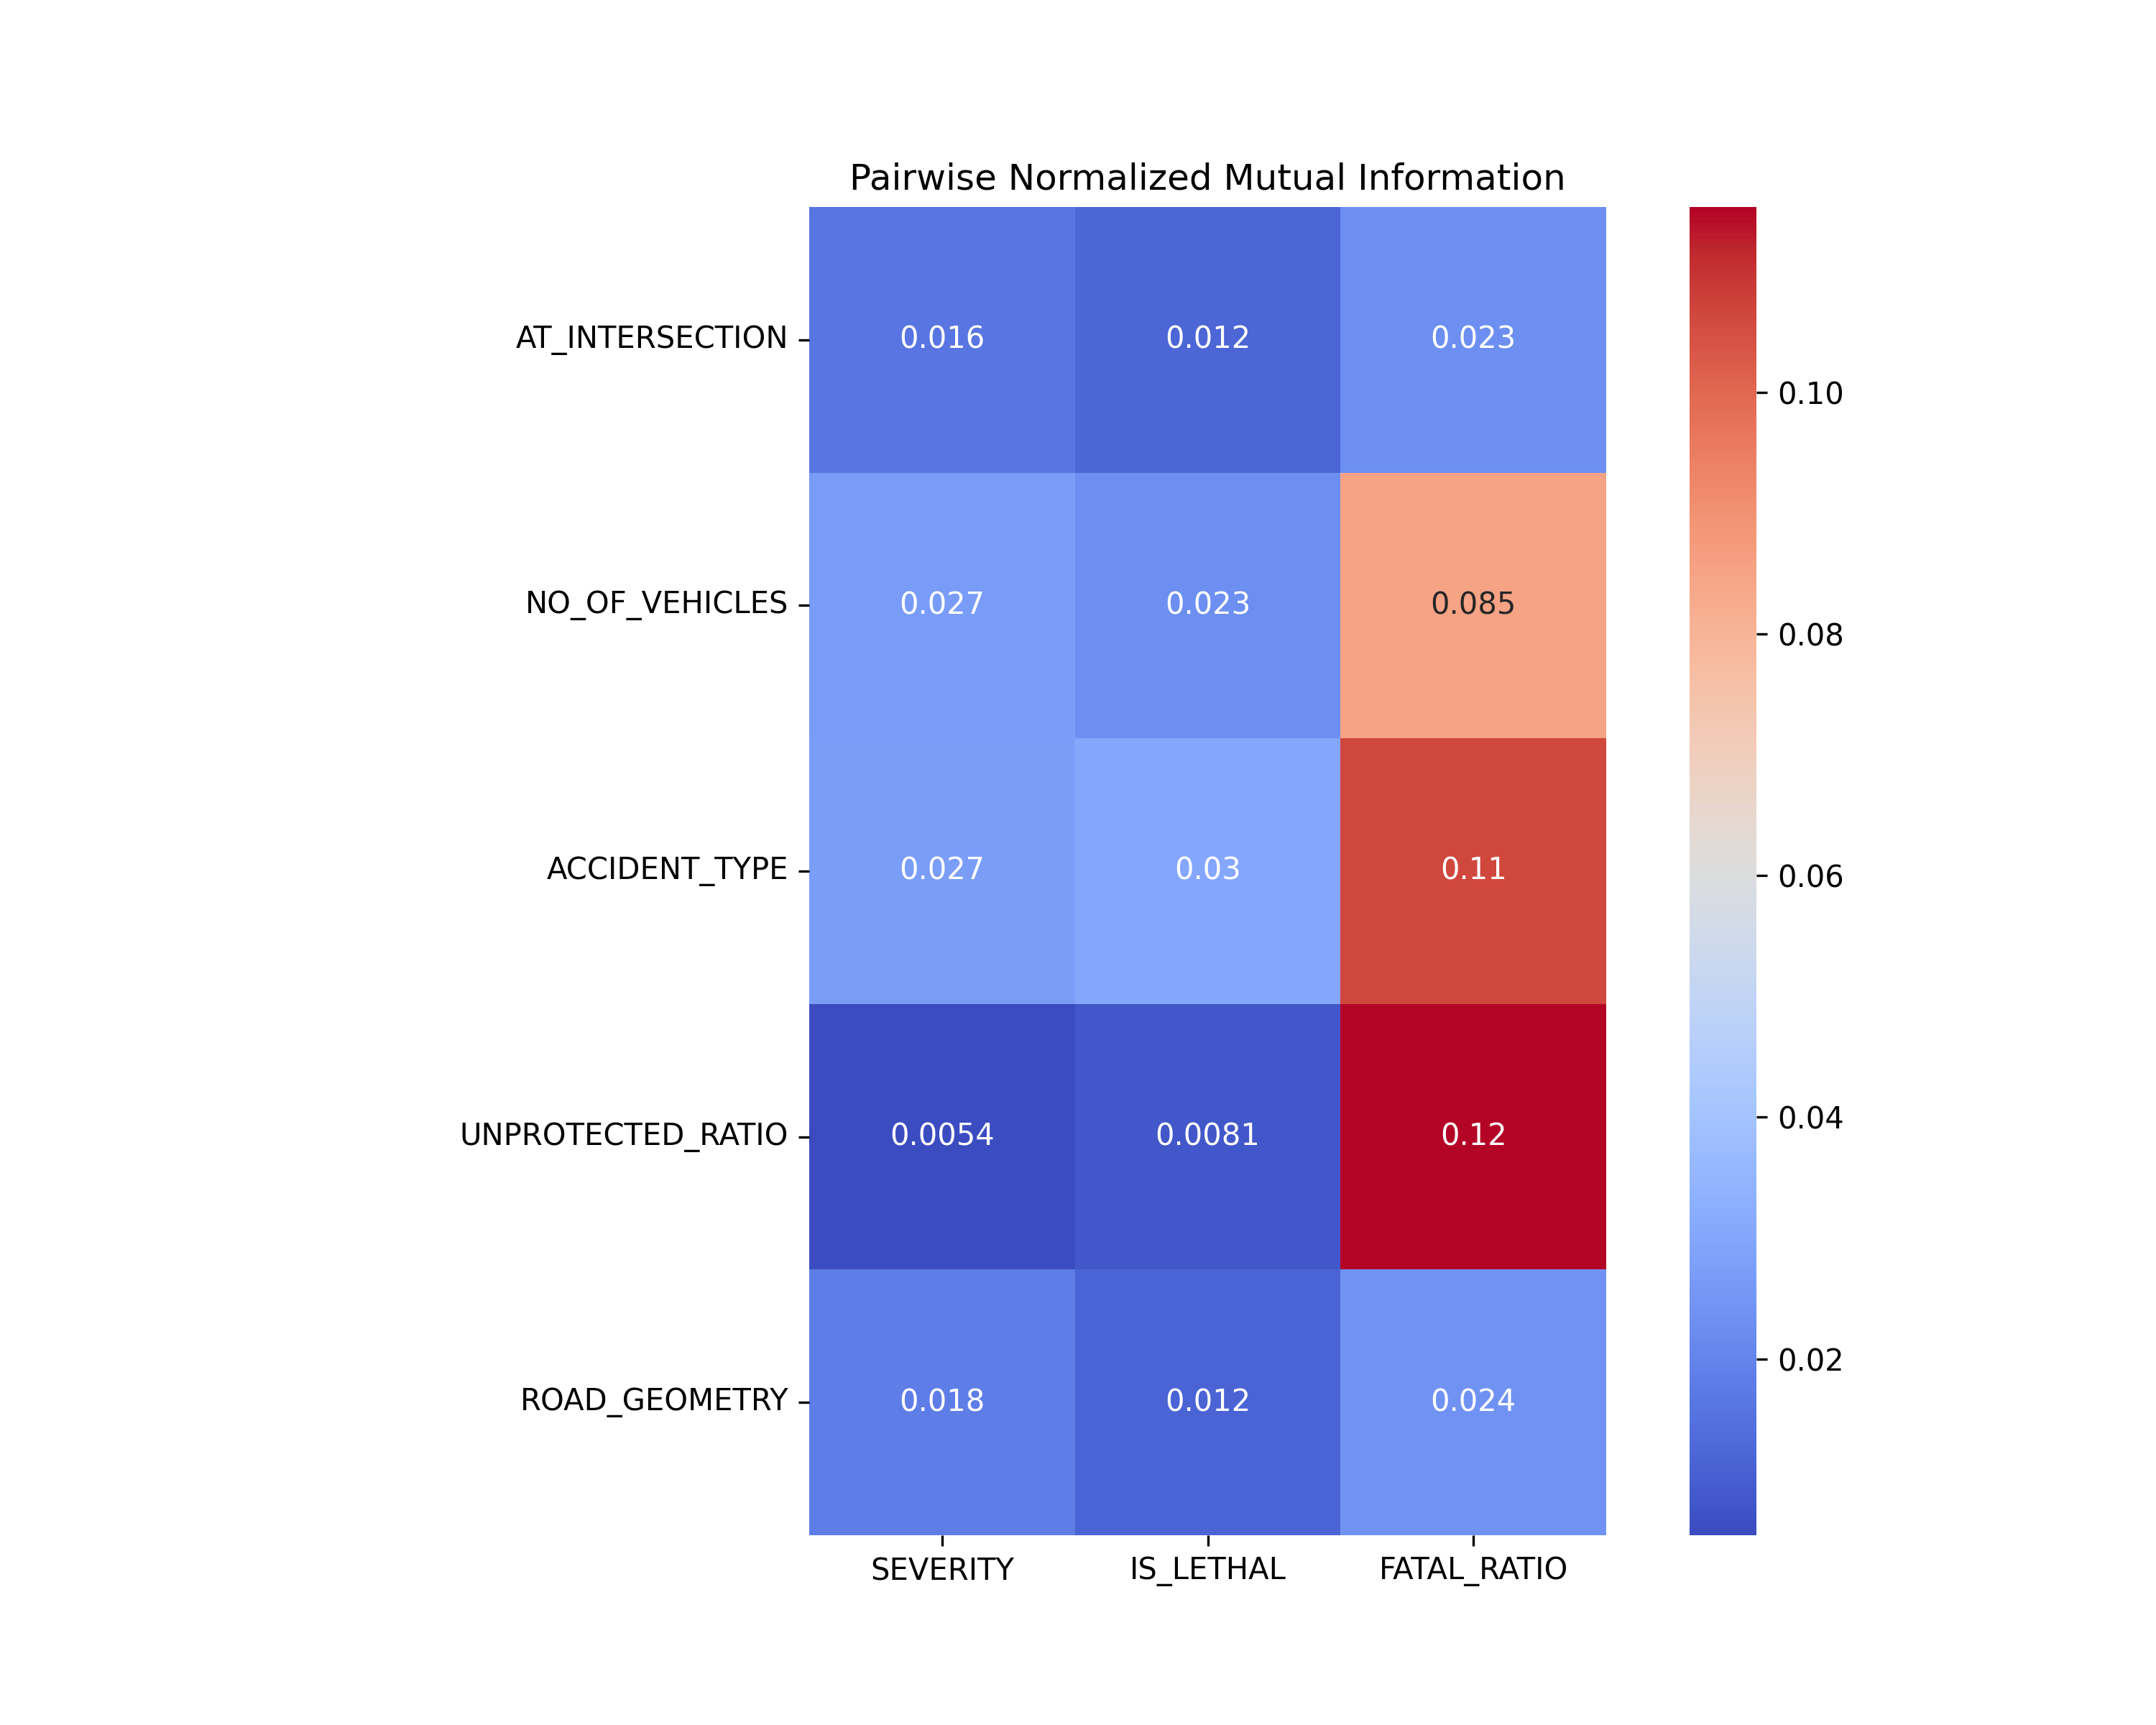 Pairwise Normalized Mutual Information
AT_INTERSECTION 0.016 0.012 0.023
0.10
NO_OF_VEHICLES 0.027 0.023 0.085
0.08
ACCIDENT_TYPE 0.027 0.03 0.11
0.06
UNPROTECTED_RATIO 0.0054 0.0081 0.12
0.04
ROAD_GEOMETRY 0.018 0.012 0.024
0.02
SEVERITY IS_LETHAL FATAL_RATIO